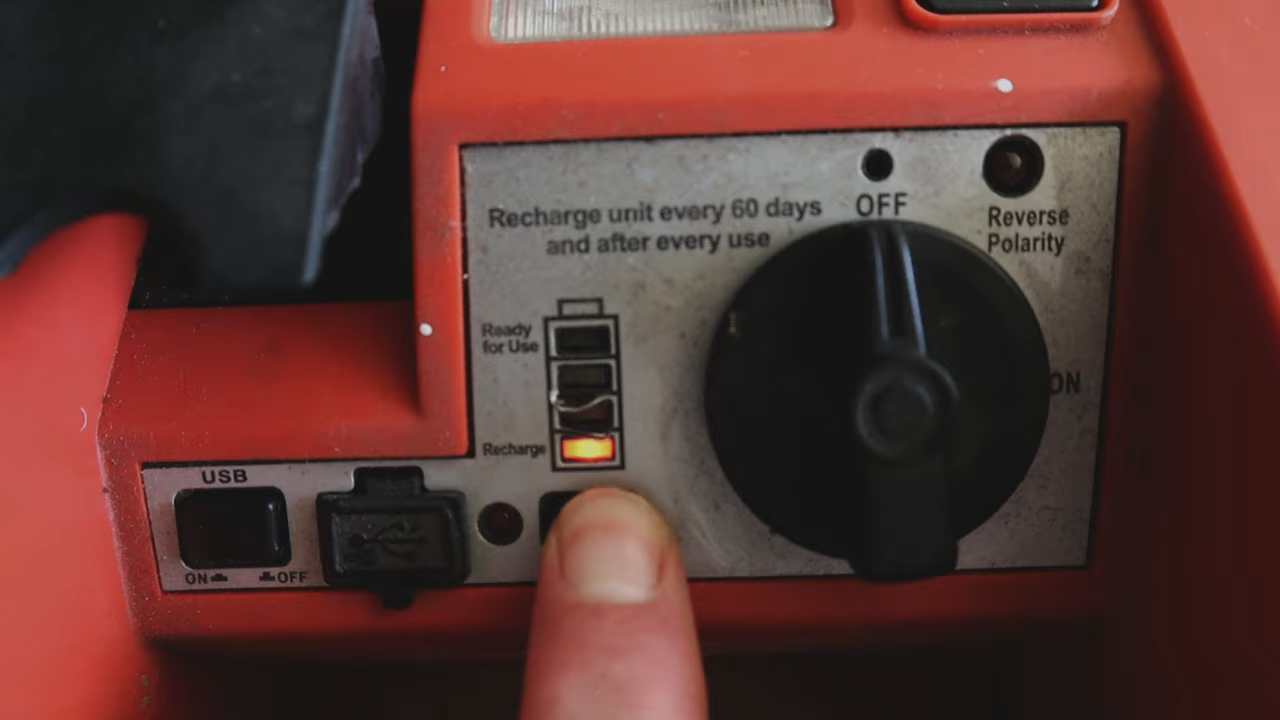 OFF
Recharge unit every 60 days
and after every use
Reverse
Polarity
Ready
for Use
ON
Recharge
USB
ON OFF